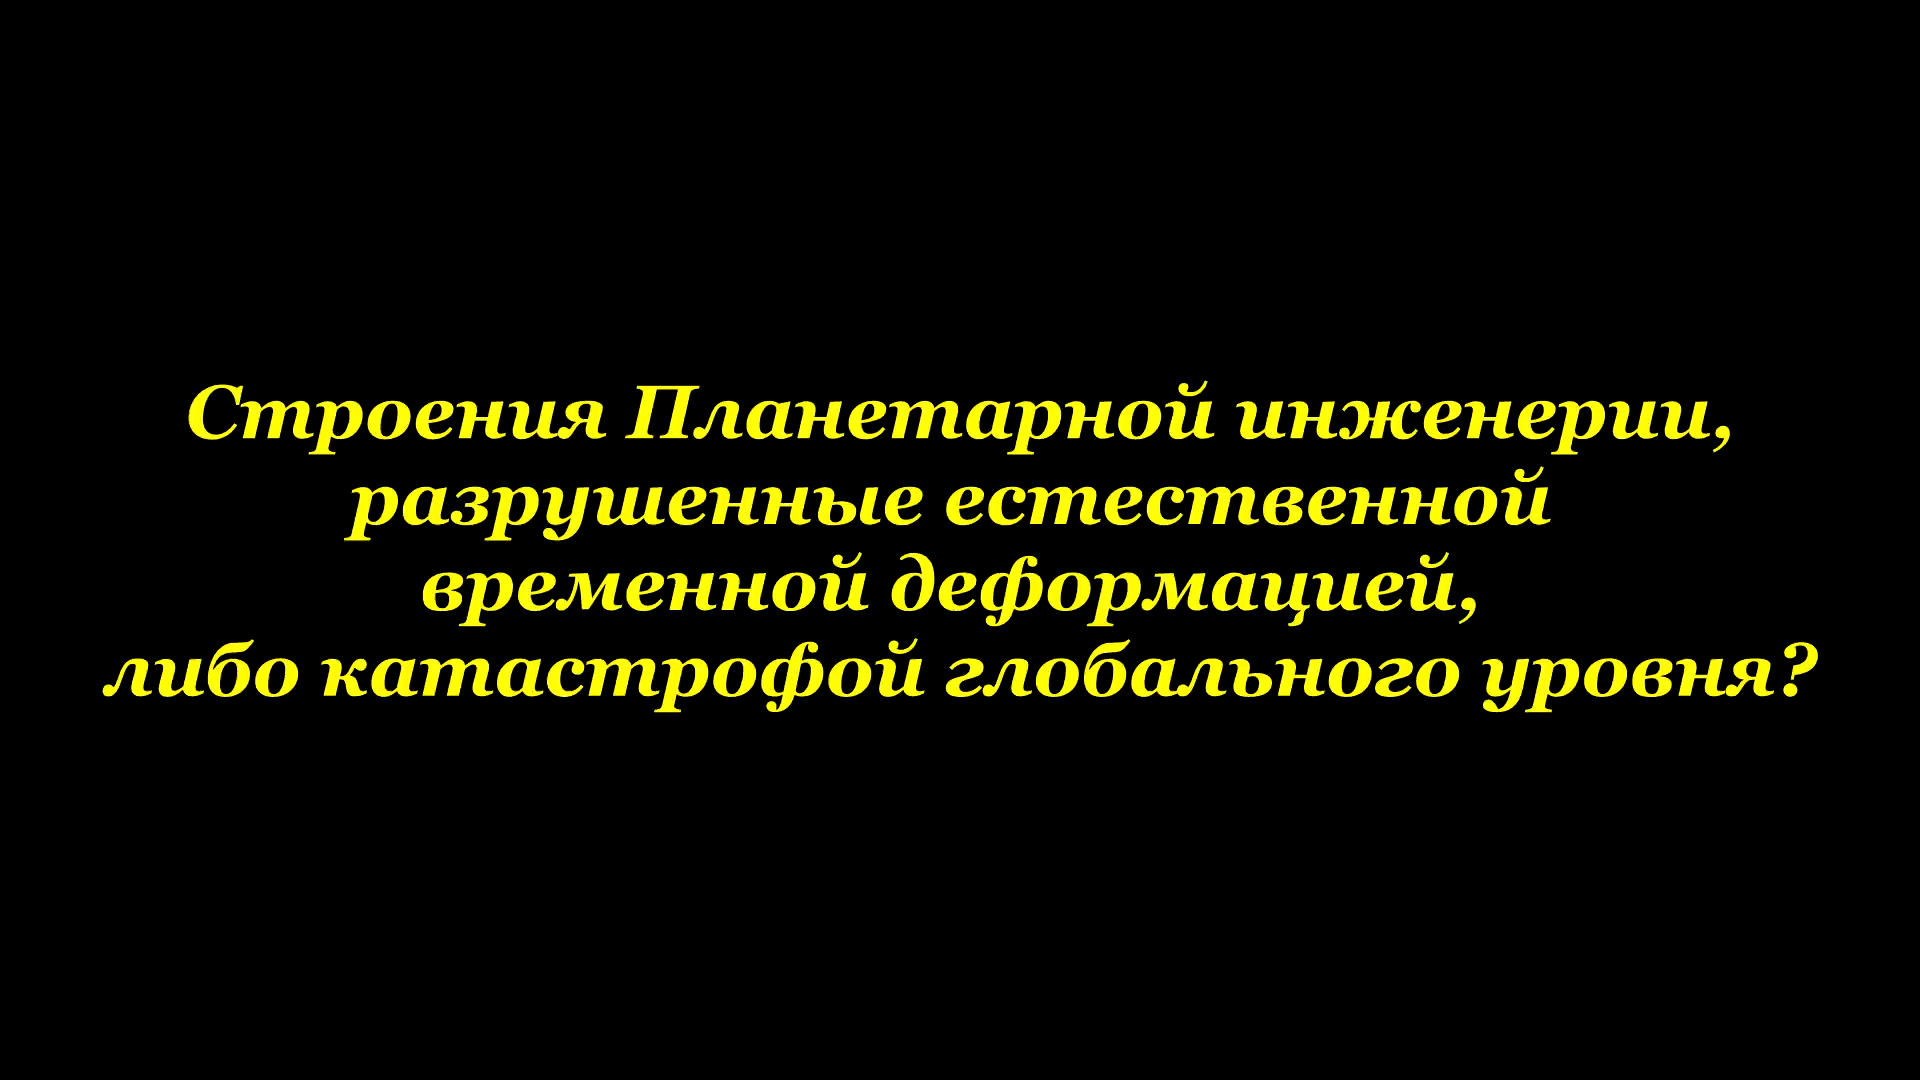 Строения Планетарной инженерии,
разрушенные естественной
временной деформацией,
либо катастрофой глобального уровня?